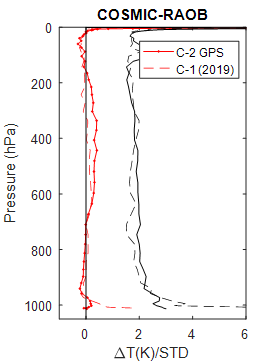 COSMIC-RAOB
0
200
400
600
800
1000
Pressure (hPa)
C-2 GPS
C-1 (2019)
0
2
4
6
ΔT(K)/STD